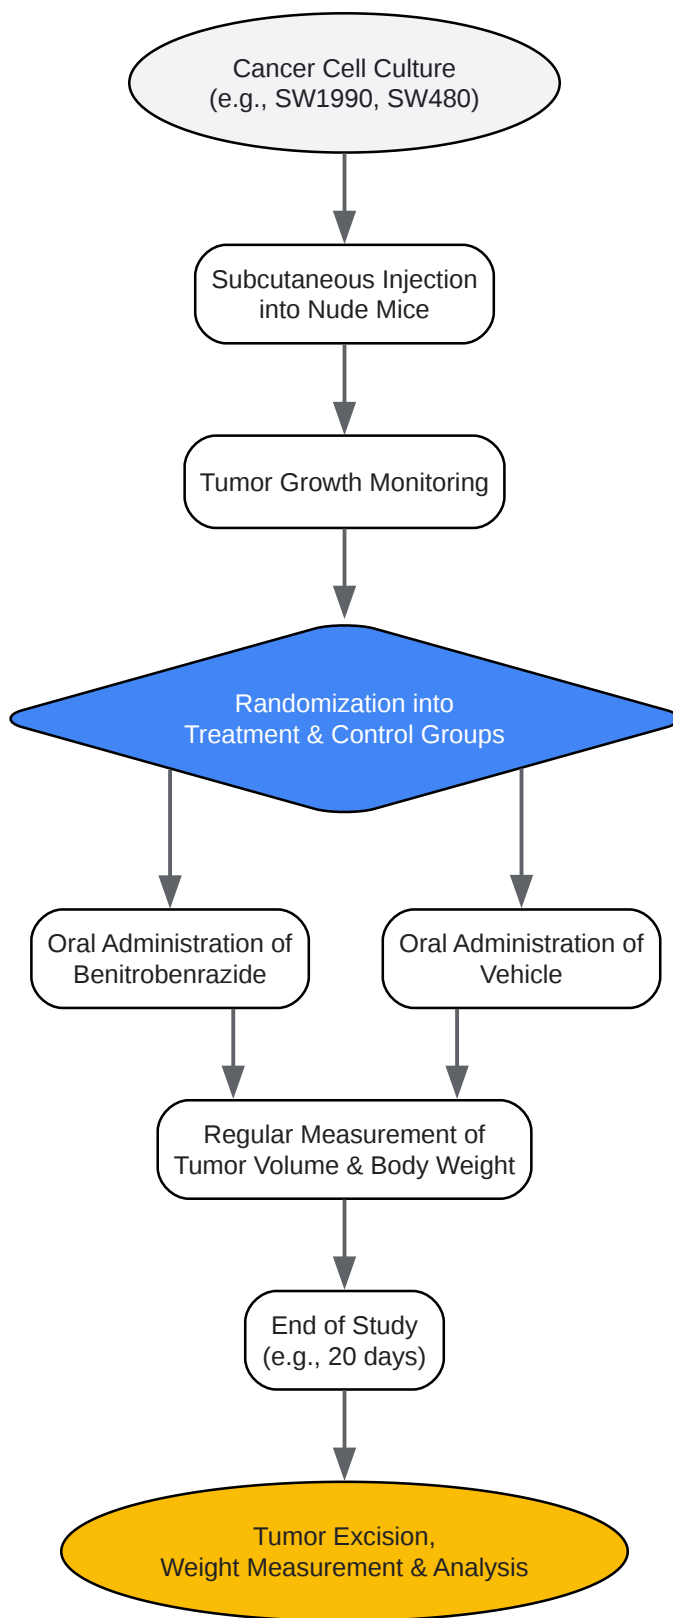 Cancer Cell Culture
(e.g., SW1990, SW480)
Subcutaneous Injection
into Nude Mice
Tumor Growth Monitoring
Randomization into
Treatment & Control Groups
Oral Administration of
Benitrobenrazide
Oral Administration of
Vehicle
Regular Measurement of
Tumor Volume & Body Weight
End of Study
(e.g., 20 days)
Tumor Excision,
Weight Measurement & Analysis